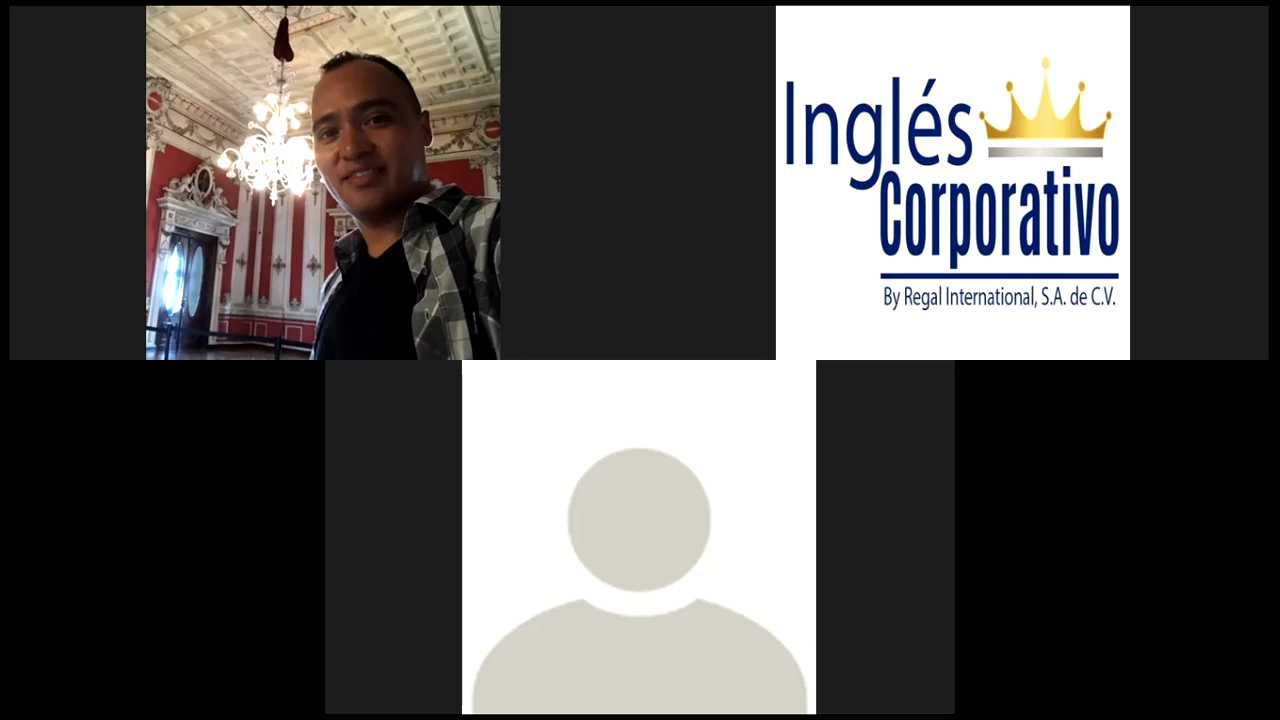 Inglés
Corporativo
By Regal International, S.A. de C.V.